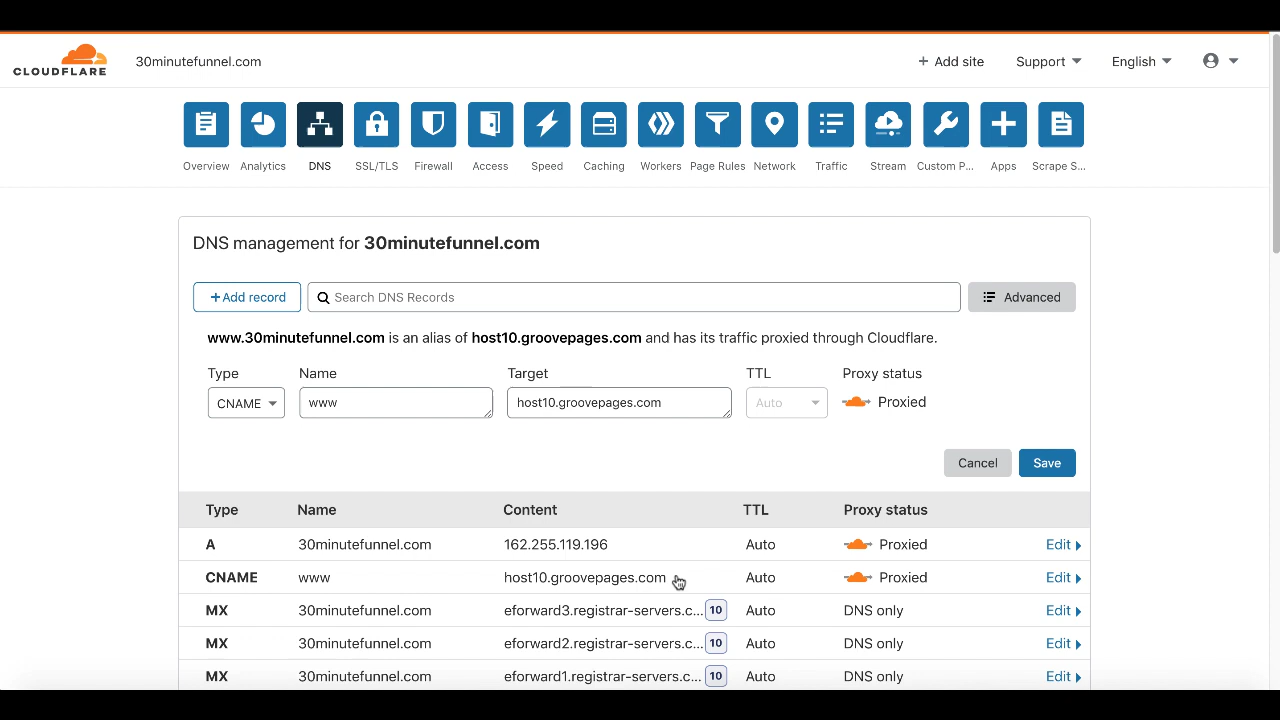 CLOUDFLARE 30minutefunnel.com + Add site Support English
Overview Analytics DNS SSL/TLS Firewall Access Speed Caching Workers Page Rules Network Traffic Stream Custom P... Apps Scrape S...
DNS management for 30minutefunnel.com
+ Add record Search DNS Records Advanced
www.30minutefunnel.com is an alias of host10.groovepages.com and has its traffic proxied through Cloudflare.
Type Name Target TTL Proxy status
CNAME www host10.groovepages.com Auto Proxied
Cancel Save
Type Name Content TTL Proxy status
A 30minutefunnel.com 162.255.119.196 Auto Proxied Edit
CNAME www host10.groovepages.com Auto Proxied Edit
MX 30minutefunnel.com eforward3.registrar-servers.c... 10 Auto DNS only Edit
MX 30minutefunnel.com eforward2.registrar-servers.c... 10 Auto DNS only Edit
MX 30minutefunnel.com eforward1.registrar-servers.c... 10 Auto DNS only Edit